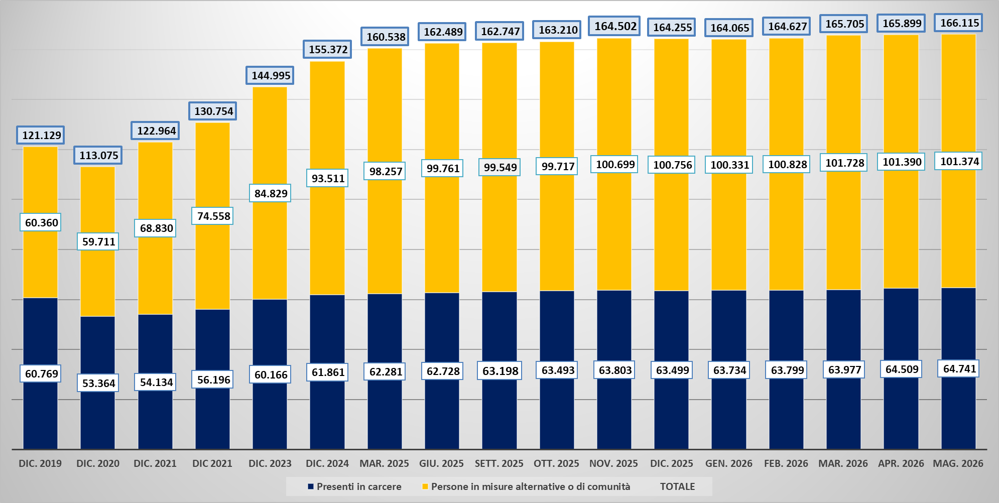 121.129 113.075 122.964 130.754 144.995 155.372 160.538 162.489 162.747 163.210 164.502 164.255 164.065 164.627 165.705 165.899 166.115
60.360 59.711 68.830 74.558 84.829 93.511 98.257 99.761 99.549 99.717 100.699 100.756 100.331 100.828 101.728 101.390 101.374
60.769 53.364 54.134 56.196 60.166 61.861 62.281 62.728 63.198 63.493 63.803 63.499 63.734 63.799 63.977 64.509 64.741
DIC. 2019 DIC. 2020 DIC. 2021 DIC 2021 DIC. 2023 DIC. 2024 MAR. 2025 GIU. 2025 SETT. 2025 OTT. 2025 NOV. 2025 DIC. 2025 GEN. 2026 FEB. 2026 MAR. 2026 APR. 2026 MAG. 2026
Presenti in carcere Persone in misure alternative o di comunità TOTALE